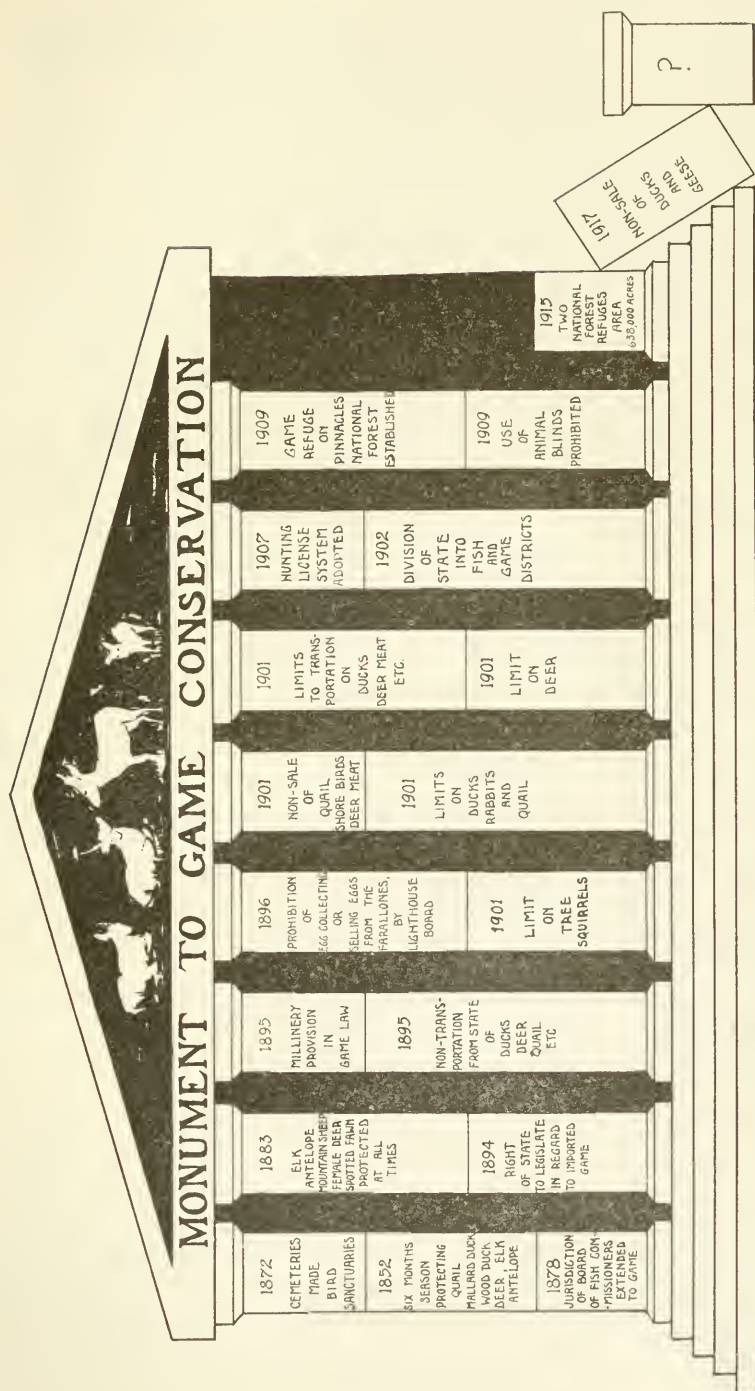 MONUMENT TO GAME CONSERVATION
1872
CEMETERIES
MADE
BIRD
SANCTUARIES
1852
SIX MONTHS
SEASON
PROTECTING
QUAIL
MALLARD DUCK
WOOD DUCK
DEER, ELK
ANTELOPE
1878
JURISDICTION
OF BOARD
OF FISH COM-
-MISSIONERS
EXTENDED
TO GAME
1883
ELK
ANTELOPE
MOUNTAIN SHEEP
FEMALE DEER
SPOTTED FAWN
PROTECTED
AT ALL
TIMES
1894
RIGHT
OF STATE
TO LEGISLATE
IN REGARD
TO IMPORTED
GAME
1895
MILLINERY
PROVISION
IN
GAME LAW
1895
NON-TRANS-
PORTATION
FROM STATE
OF
DUCKS
DEER
QUAIL
ETC
1896
PROHIBITION
OF
EGG COLLECTING
OR
SELLING EGGS
FROM THE
FARALLONES,
BY
LIGHTHOUSE
BOARD
1901
LIMIT
ON
TREE
SQUIRRELS
1901
NON-SALE
OF
QUAIL
SHORE BIRDS
DEER MEAT
1901
LIMITS
ON
DUCKS
RABBITS
AND
QUAIL
1901
LIMITS
TO TRANS-
PORTATION
ON
DUCKS
DEER MEAT
ETC.
1901
LIMIT
ON
DEER
1907
HUNTING
LICENSE
SYSTEM
ADOPTED
1902
DIVISION
OF
STATE
INTO
FISH
AND
GAME
DISTRICTS
1909
GAME
REFUGE
ON
PINNACLES
NATIONAL
FOREST
ESTABLISHED
1909
USE
OF
ANIMAL
BLINDS
PROHIBITED
1915
TWO
NATIONAL
FOREST
REFUGES
AREA
638,000 ACRES
1917
NON-SALE
OF
DUCKS
AND
GEESE
?